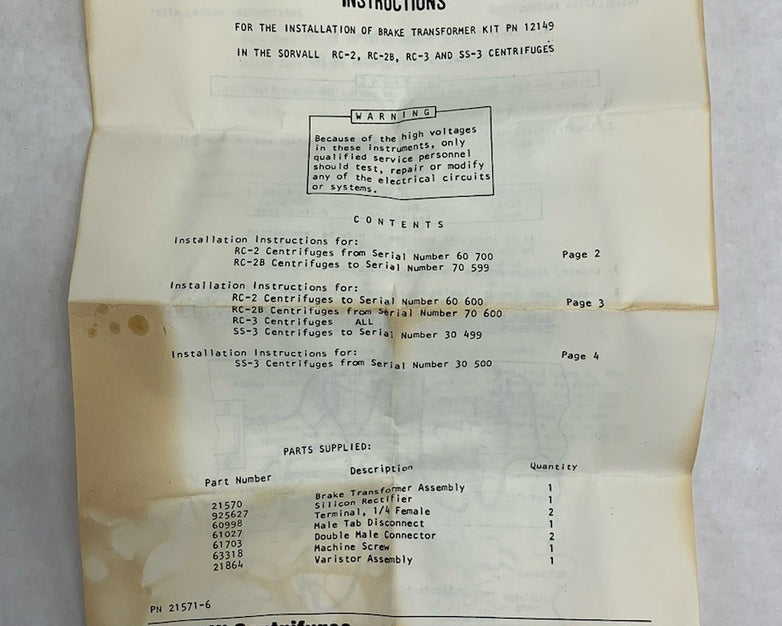 INSTRUCTIONS
FOR THE INSTALLATION OF BRAKE TRANSFORMER KIT PN 12149
IN THE SORVALL RC-2, RC-2B, RC-3 AND SS-3 CENTRIFUGES
WARNING
Because of the high voltages
in these instruments, only
qualified service personnel
should test, repair or modify
any of the electrical circuits
or systems.
CONTENTS
Installation Instructions for:
RC-2 Centrifuges from Serial Number 60 700 Page 2
RC-2B Centrifuges to Serial Number 70 599
Installation Instructions for:
RC-2 Centrifuges to Serial Number 60 600 Page 3
RC-2B Centrifuges from Serial Number 70 600
RC-3 Centrifuges ALL
SS-3 Centrifuges to Serial Number 30 499
Installation Instructions for: Page 4
SS-3 Centrifuges from Serial Number 30 500
PARTS SUPPLIED:
Part Number Description Quantity
21570 Brake Transformer Assembly 1
925627 Silicon Rectifier 1
60998 Terminal, 1/4 Female 2
61027 Male Tab Disconnect 1
61703 Double Male Connector 2
63318 Machine Screw 1
21864 Varistor Assembly 1
PN 21571-6
Centrifuges